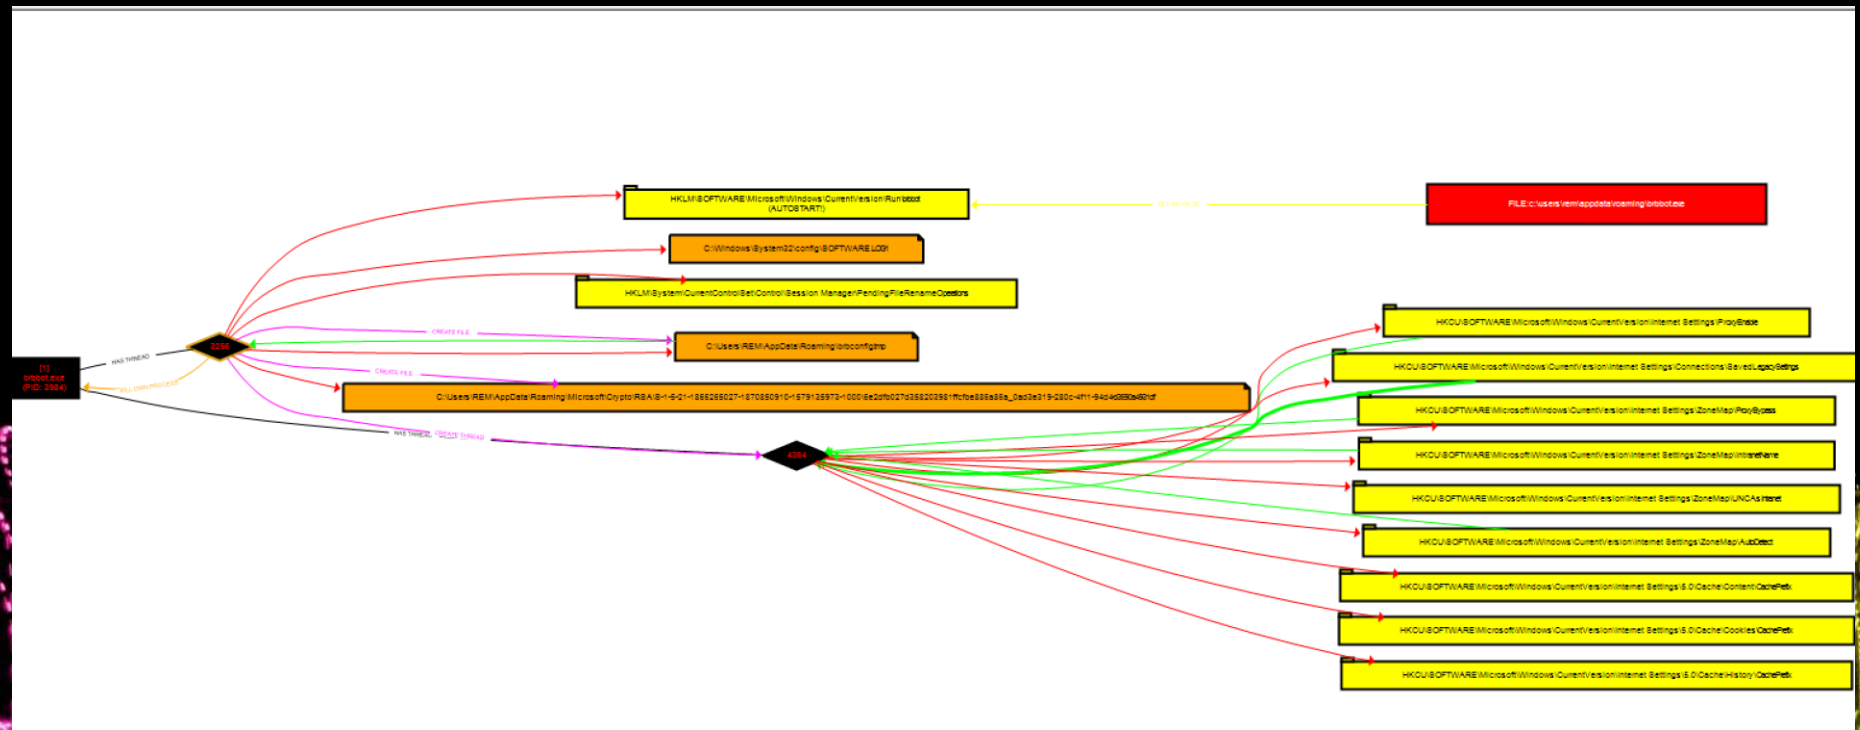 HKLM\SOFTWARE\Microsoft\Windows\CurrentVersion\Run\brbbot
(AUTOSTART!)
FILE:c:\users\rem\appdata\roaming\brbbot.exe
C:\Windows\System32\config\SOFTWARE.LOG1
HKLM\System\CurrentControlSet\Control\Session Manager\PendingFileRenameOperations
HKCU\SOFTWARE\Microsoft\Windows\CurrentVersion\Internet Settings\ProxyEnable
CREATE FILE
2256
C:\Users\REM\AppData\Roaming\brbconfig.tmp
HAS THREAD
HKCU\SOFTWARE\Microsoft\Windows\CurrentVersion\Internet Settings\Connections\SavedLegacySettings
[1]
brbbot.exe
(PID: 2984)
KILL OWN PROCESS
CREATE FILE
HKCU\SOFTWARE\Microsoft\Windows\CurrentVersion\Internet Settings\ZoneMap\ProxyBypass
HAS THREAD
CREATE THREAD
4364
HKCU\SOFTWARE\Microsoft\Windows\CurrentVersion\Internet Settings\ZoneMap\IntranetName
HKCU\SOFTWARE\Microsoft\Windows\CurrentVersion\Internet Settings\ZoneMap\UNCAsIntranet
HKCU\SOFTWARE\Microsoft\Windows\CurrentVersion\Internet Settings\ZoneMap\AutoDetect
HKCU\SOFTWARE\Microsoft\Windows\CurrentVersion\Internet Settings\5.0\Cache\Content\CachePrefix
HKCU\SOFTWARE\Microsoft\Windows\CurrentVersion\Internet Settings\5.0\Cache\Cookies\CachePrefix
HKCU\SOFTWARE\Microsoft\Windows\CurrentVersion\Internet Settings\5.0\Cache\History\CachePrefix